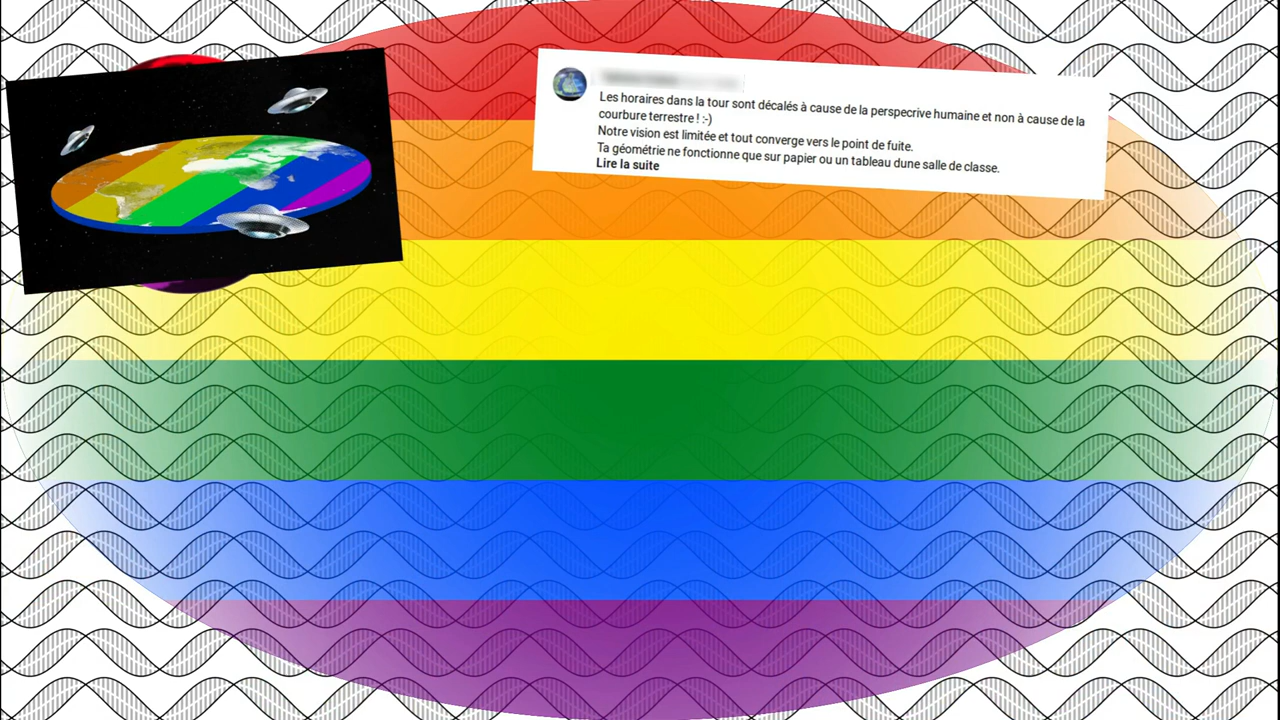 Les horaires dans la tour sont décalés à cause de la perspecrive humaine et non à cause de la
courbure terrestre ! :-)
Notre vision est limitée et tout converge vers le point de fuite.
Ta géométrie ne fonctionne que sur papier ou un tableau dune salle de classe.
Lire la suite